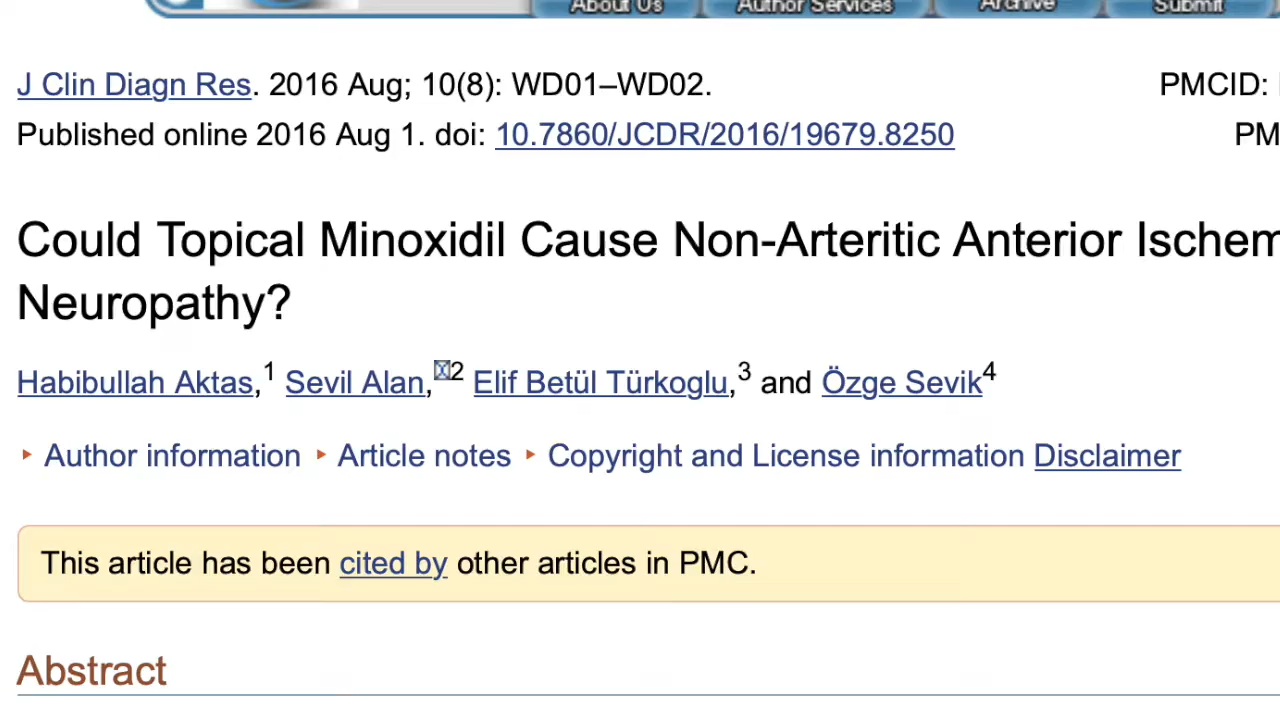 About Us Author Services Archive Submit
J Clin Diagn Res. 2016 Aug; 10(8): WD01–WD02. PMCID:
Published online 2016 Aug 1. doi: 10.7860/JCDR/2016/19679.8250 PM
Could Topical Minoxidil Cause Non-Arteritic Anterior Ischem
Neuropathy?
Habibullah Aktas,1 Sevil Alan,2 Elif Betül Türkoglu,3 and Özge Sevik4
Author information Article notes Copyright and License information Disclaimer
This article has been cited by other articles in PMC.
Abstract